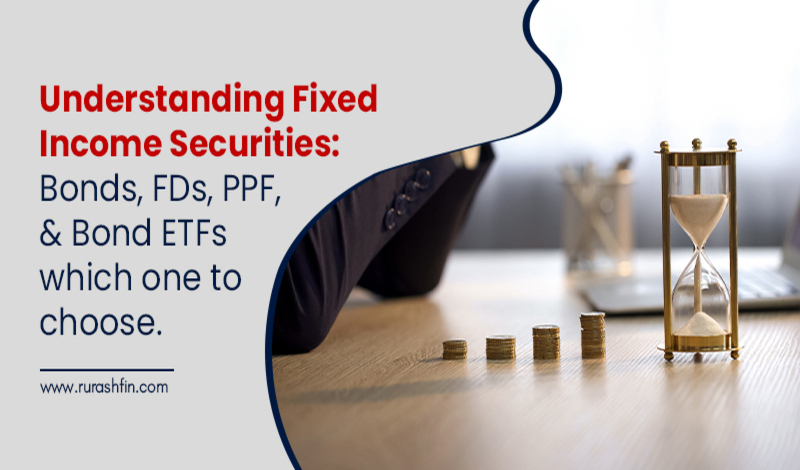 Understanding Fixed
Income Securities:
Bonds, FDs, PPF,
& Bond ETFs
which one to
choose.
www.rurashfin.com